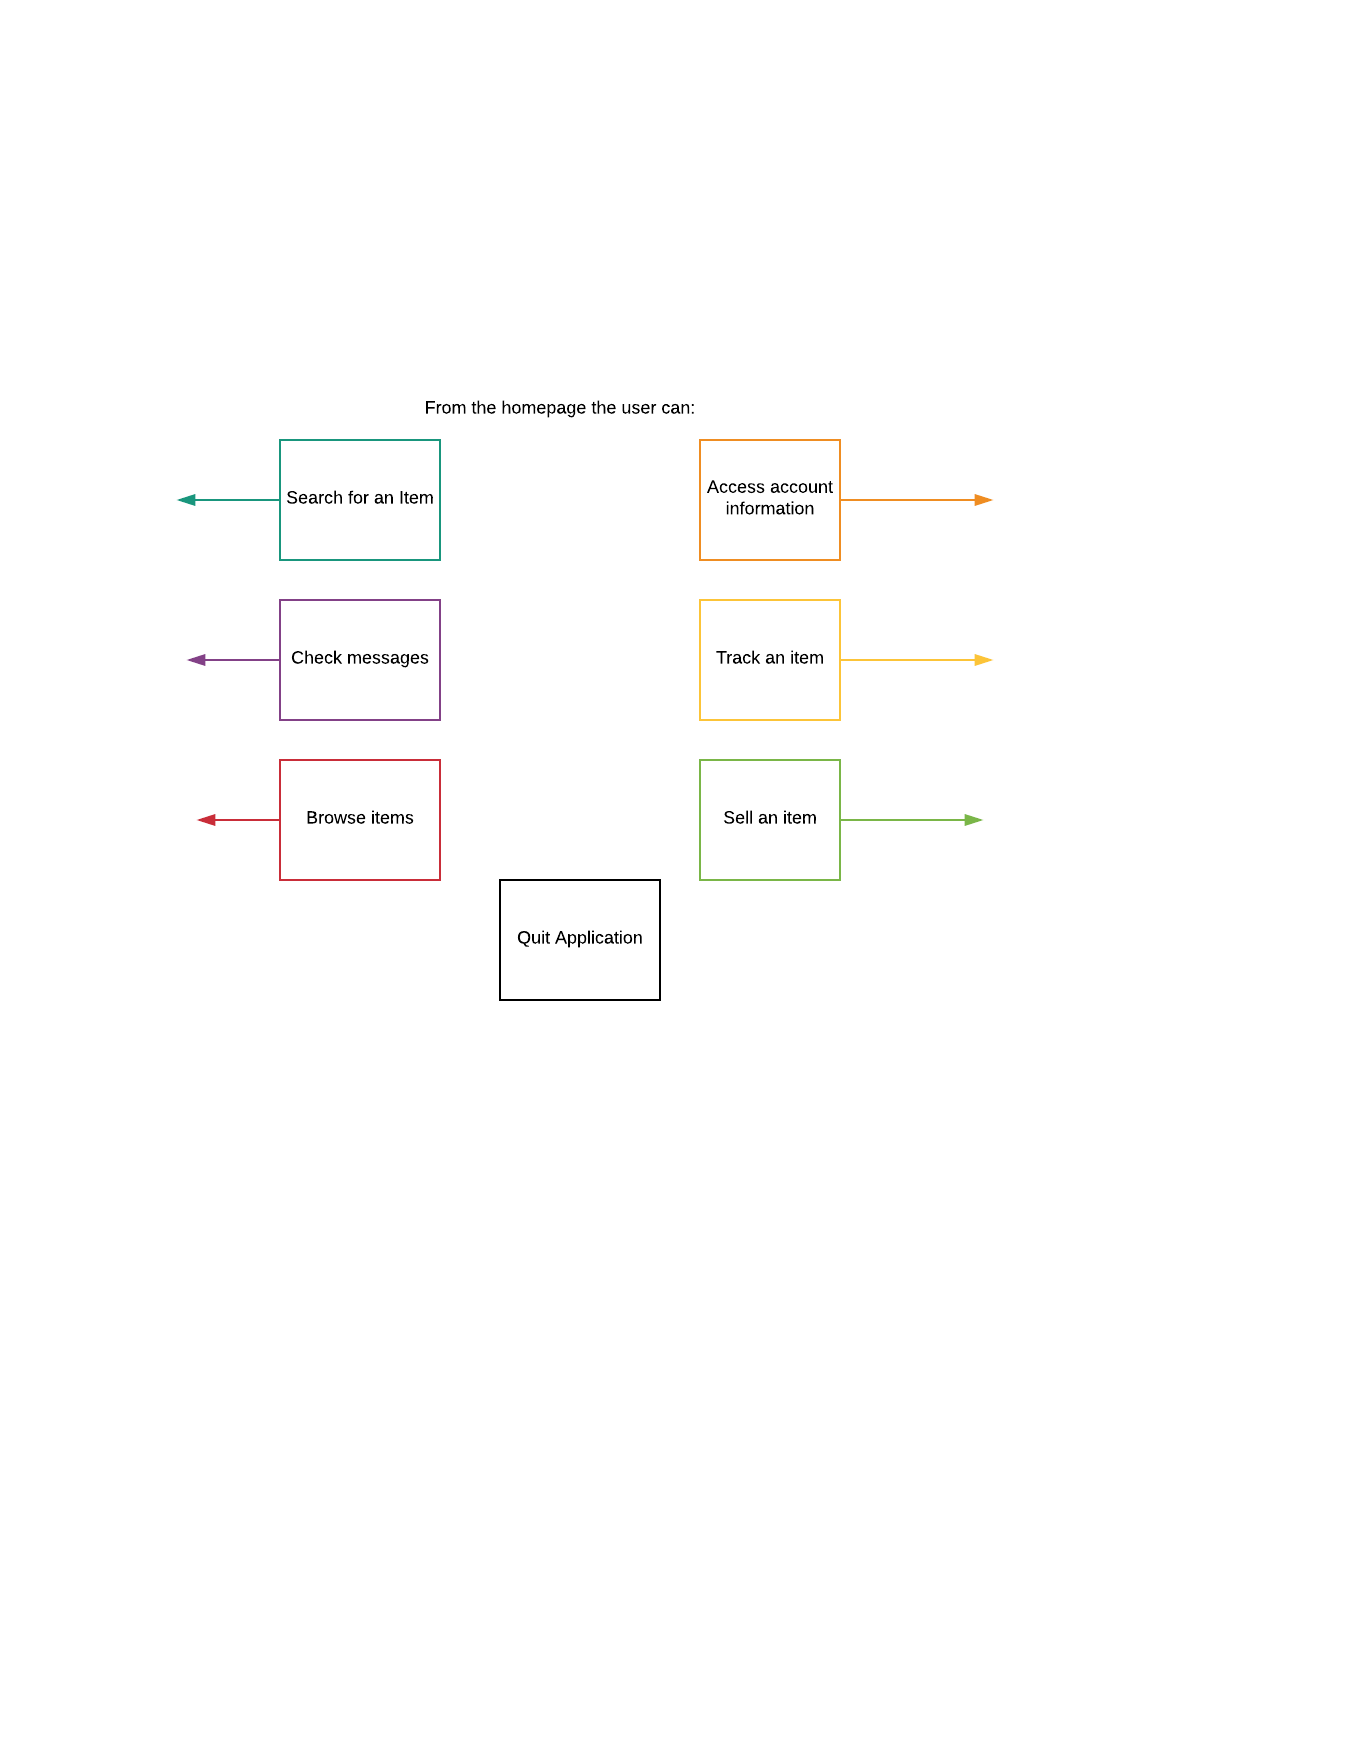 From the homepage the user can:
Search for an Item
Access account
information
Check messages
Track an item
Browse items
Sell an item
Quit Application